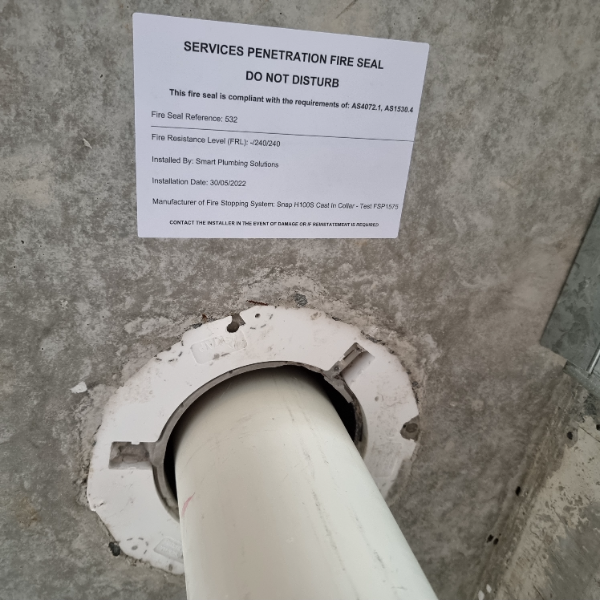 SERVICES PENETRATION FIRE SEAL
DO NOT DISTURB
This fire seal is compliant with the requirements of: AS4072.1, AS1530.4
Fire Seal Reference: 532
Fire Resistance Level (FRL): -/240/240
Installed By: Smart Plumbing Solutions
Installation Date: 30/05/2022
Manufacturer of Fire Stopping System: Snap H100S Cast In Collar - Test FSP1575
CONTACT THE INSTALLER IN THE EVENT OF DAMAGE OR IF REINSTATEMENT IS REQUIRED